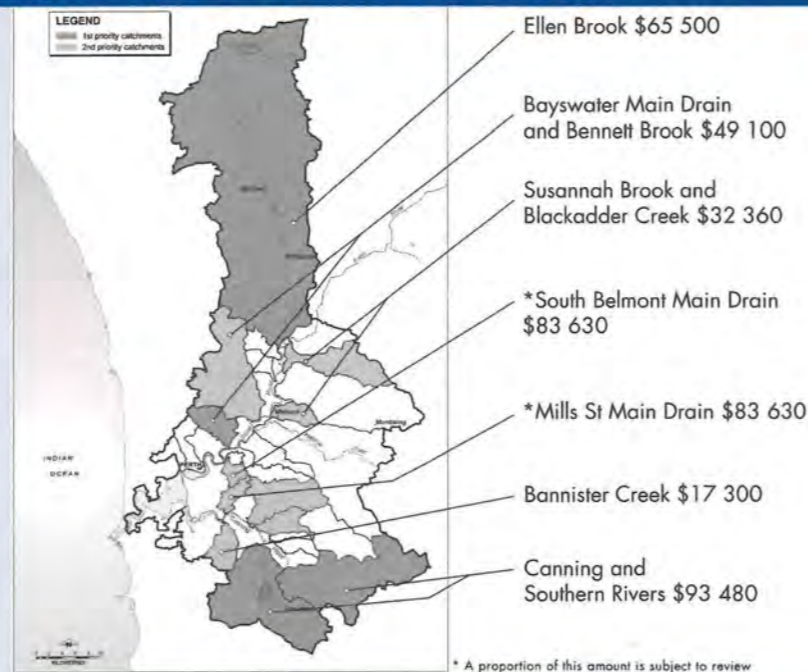 LEGEND
1st priority catchments
2nd priority catchments
Ellen Brook $65 500
Bayswater Main Drain
and Bennett Brook $49 100
Susannah Brook and
Blackadder Creek $32 360
*South Belmont Main Drain
$83 630
*Mills St Main Drain $83 630
Bannister Creek $17 300
Canning and
Southern Rivers $93 480
INDIAN
OCEAN
PERTH
Mundaring
KILOMETRES
* A proportion of this amount is subject to review